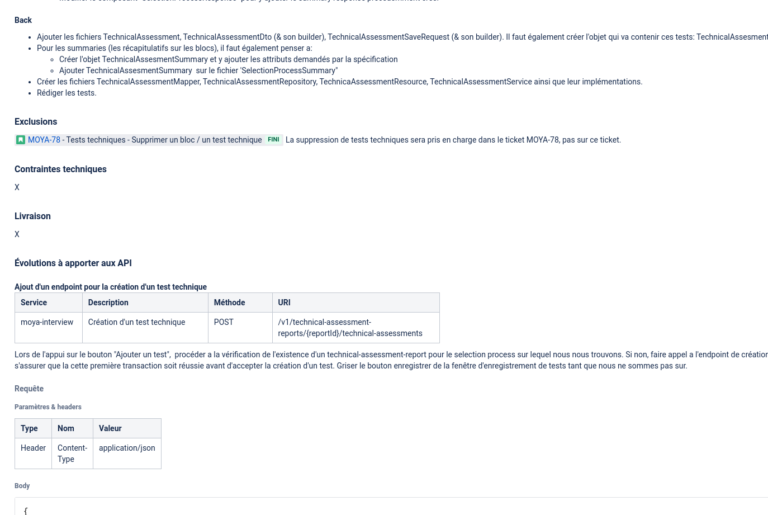 Back
Ajouter les fichiers TechnicalAssessment, TechnicalAssessmentDto (& son builder), TechnicalAssessmentSaveRequest (& son builder). Il faut également créer l'objet qui va contenir ces tests: TechnicalAssesment
Pour les summaries (les récapitulatifs sur les blocs), il faut également penser a:
Créer l'objet TechnicalAssesmentSummary et y ajouter les attributs demandés par la spécification
Ajouter TechnicalAssesmentSummary sur le fichier 'SelectionProcessSummary"
Créer les fichiers TechnicalAssessmentMapper, TechnicalAssessmentRepository, TechnicaAssessmentResource, TechnicalAssessmentService ainsi que leur implémentations.
Rédiger les tests.
Exclusions
MOYA-78 - Tests techniques - Supprimer un bloc / un test technique FINI La suppression de tests techniques sera pris en charge dans le ticket MOYA-78, pas sur ce ticket.
Contraintes techniques
X
Livraison
X
Évolutions à apporter aux API
Ajout d'un endpoint pour la création d'un test technique
Service Description Méthode URI
moya-interview Création d'un test technique POST /v1/technical-assessment-
reports/{reportId}/technical-assessments
Lors de l'appui sur le bouton "Ajouter un test", procéder a la vérification de l'existence d'un technical-assessment-report pour le selection process sur lequel nous nous trouvons. Si non, faire appel a l'endpoint de création
s'assurer que la cette première transaction soit réussie avant d'accepter la création d'un test. Griser le bouton enregistrer de la fenêtre d'enregistrement de tests tant que nous ne sommes pas sur.
Requête
Paramètres & headers
Type Nom Valeur
Header Content-
Type application/json
Body
{